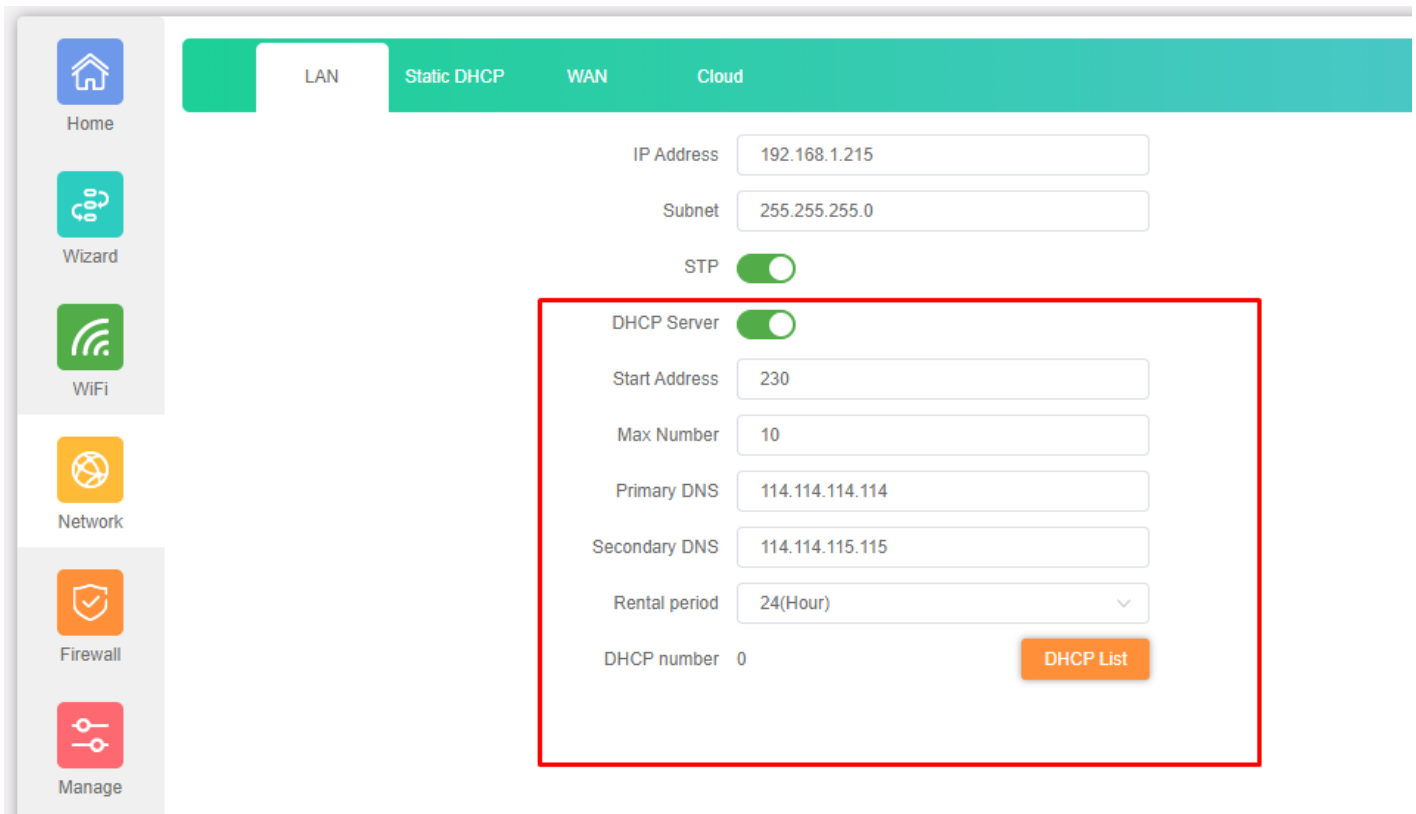 Home
Wizard
WiFi
Network
Firewall
Manage
LAN Static DHCP WAN Cloud
IP Address 192.168.1.215
Subnet 255.255.255.0
STP
DHCP Server
Start Address 230
Max Number 10
Primary DNS 114.114.114.114
Secondary DNS 114.114.115.115
Rental period 24(Hour)
DHCP number 0 DHCP List